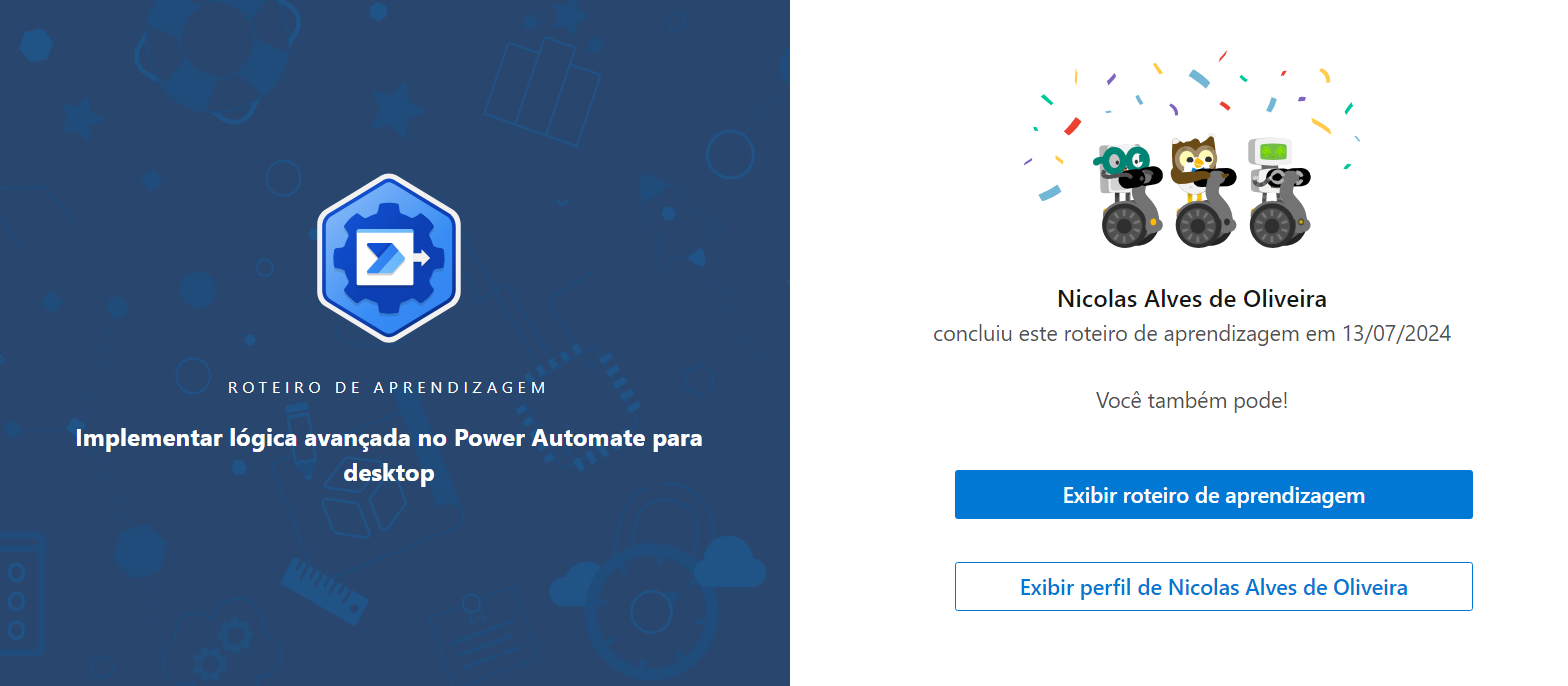 ROTEIRO DE APRENDIZAGEM
Implementar lógica avançada no Power Automate para
desktop
Nicolas Alves de Oliveira
concluiu este roteiro de aprendizagem em 13/07/2024
Você também pode!
Exibir roteiro de aprendizagem
Exibir perfil de Nicolas Alves de Oliveira